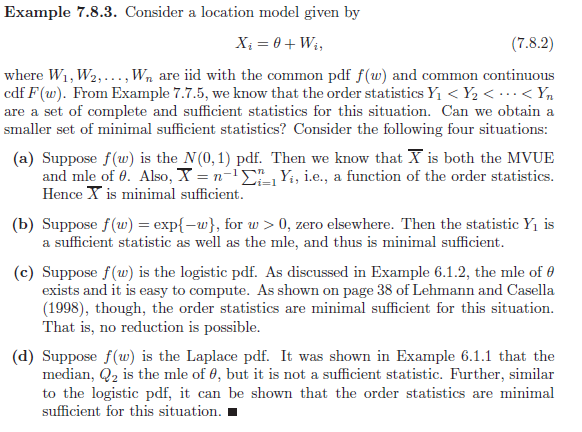 Example 7.8.3. Consider a location model given by
X_i = θ + W_i, (7.8.2)
where W_1, W_2, . . . , W_n are iid with the common pdf f(w) and common continuous
cdf F(w). From Example 7.7.5, we know that the order statistics Y_1 < Y_2 < · · · < Y_n
are a set of complete and sufficient statistics for this situation. Can we obtain a
smaller set of minimal sufficient statistics? Consider the following four situations:
(a) Suppose f(w) is the N(0, 1) pdf. Then we know that X̅ is both the MVUE
and mle of θ. Also, X̅ = n^{-1} ∑_{i=1}^{n} Y_i, i.e., a function of the order statistics.
Hence X̅ is minimal sufficient.
(b) Suppose f(w) = exp{−w}, for w > 0, zero elsewhere. Then the statistic Y_1 is
a sufficient statistic as well as the mle, and thus is minimal sufficient.
(c) Suppose f(w) is the logistic pdf. As discussed in Example 6.1.2, the mle of θ
exists and it is easy to compute. As shown on page 38 of Lehmann and Casella
(1998), though, the order statistics are minimal sufficient for this situation.
That is, no reduction is possible.
(d) Suppose f(w) is the Laplace pdf. It was shown in Example 6.1.1 that the
median, Q_2 is the mle of θ, but it is not a sufficient statistic. Further, similar
to the logistic pdf, it can be shown that the order statistics are minimal
sufficient for this situation. ■